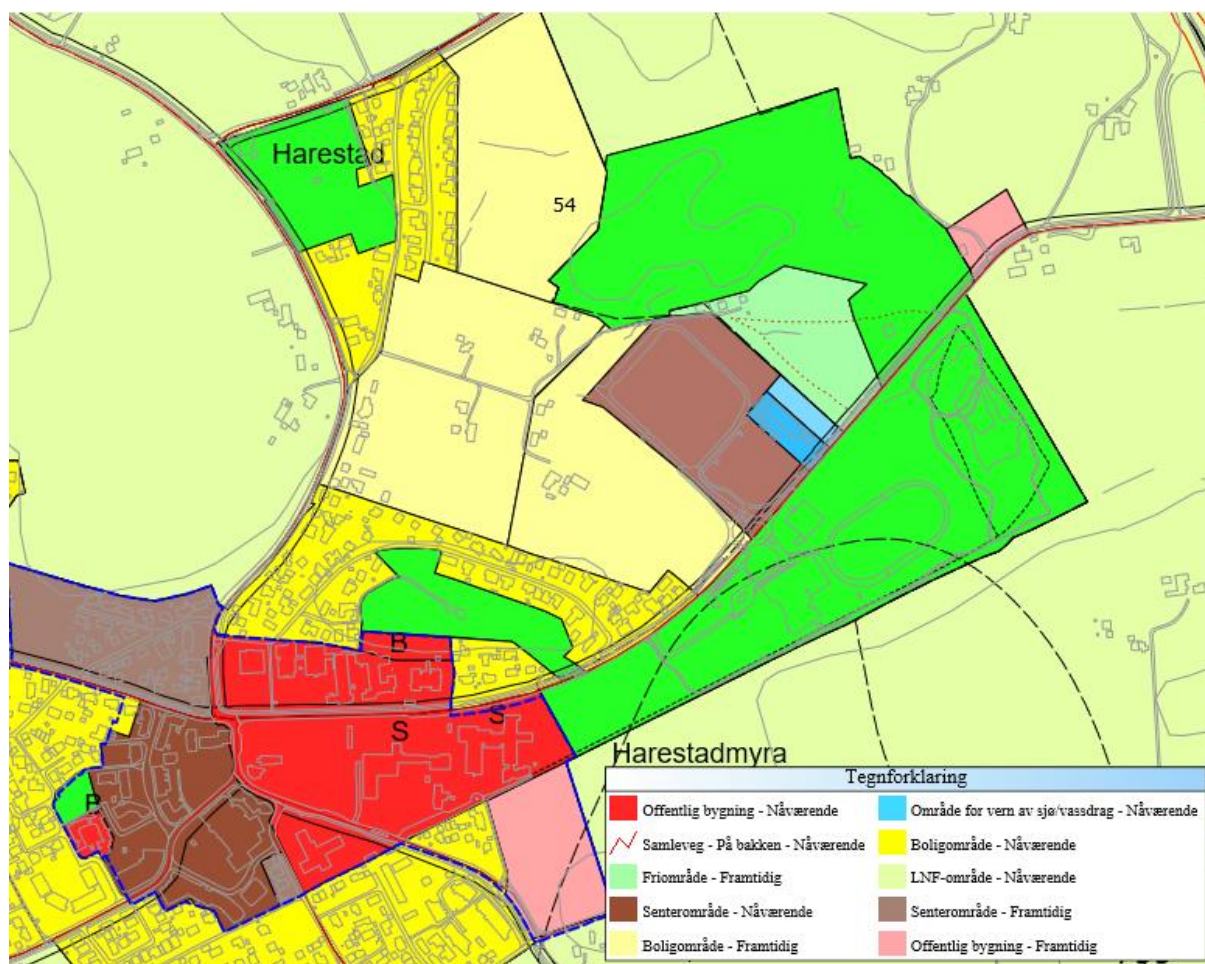 Harestad
54
B
S
S
B
Harestadmyra
Tegnforklaring
Offentlig bygning - Nåværende
Område for vern av sjø/vassdrag - Nåværende
Samleveg - På bakken - Nåværende
Boligområde - Nåværende
Friområde - Framtidig
LNF-område - Nåværende
Senterområde - Nåværende
Senterområde - Framtidig
Boligområde - Framtidig
Offentlig bygning - Framtidig